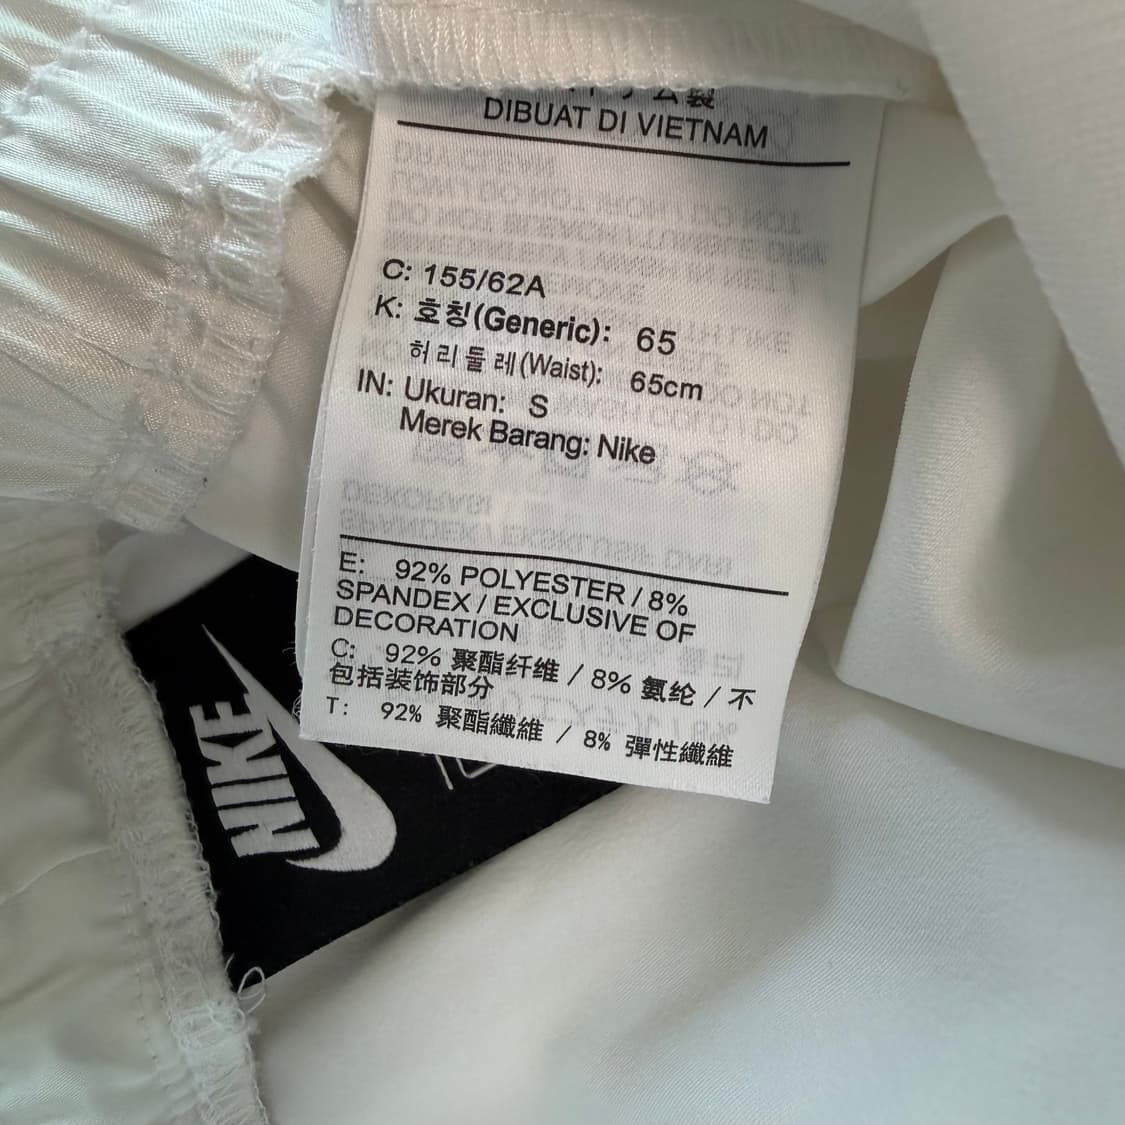 DIBUAT DI VIETNAM
C: 155/62A
K: 호칭(Generic): 65
허리둘레(Waist): 65cm
IN: Ukuran: S
Merek Barang: Nike
E: 92% POLYESTER / 8%
SPANDEX / EXCLUSIVE OF
DECORATION
C: 92% 聚酯纤维 / 8% 氨纶 / 不
包括装饰部分
T: 92% 聚酯纖維 / 8% 彈性纖維
NIKE